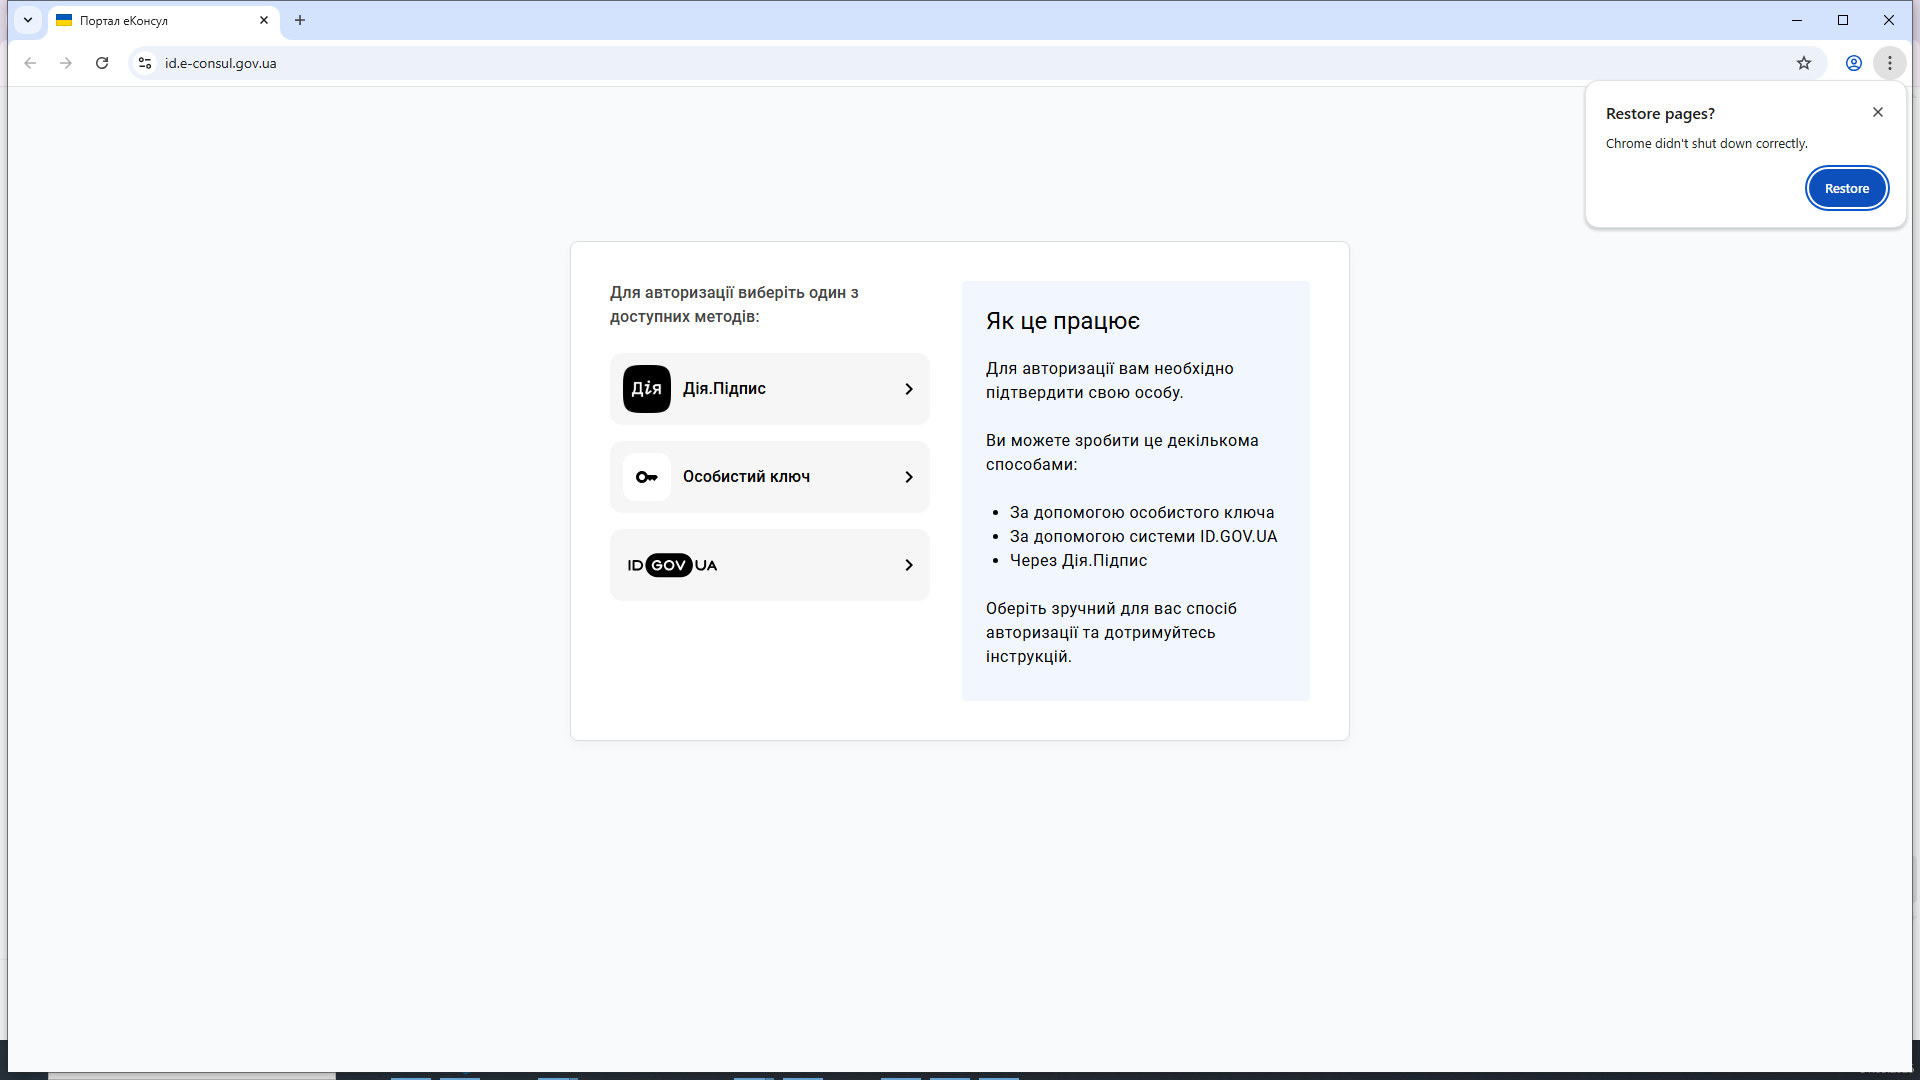 Портал еКонсул
id.e-consul.gov.ua
Restore pages?
Chrome didn't shut down correctly.
Restore
Для авторизації виберіть один з
доступних методів:
Дія
Дія.Підпис
Особистий ключ
ID GOV UA
Як це працює
Для авторизації вам необхідно
підтвердити свою особу.
Ви можете зробити це декількома
способами:
• За допомогою особистого ключа
• За допомогою системи ID.GOV.UA
• Через Дія.Підпис
Оберіть зручний для вас спосіб
авторизації та дотримуйтесь
інструкцій.